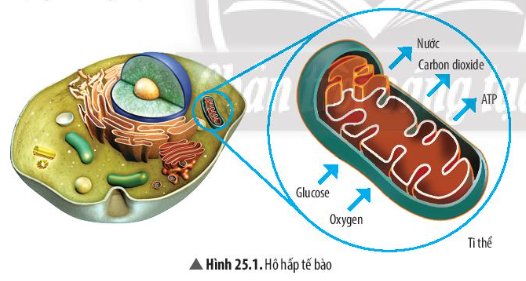 Nước
Carbon dioxide
ATP
Glucose
Oxygen
Ti thể
▲ Hình 25.1. Hô hấp tế bào